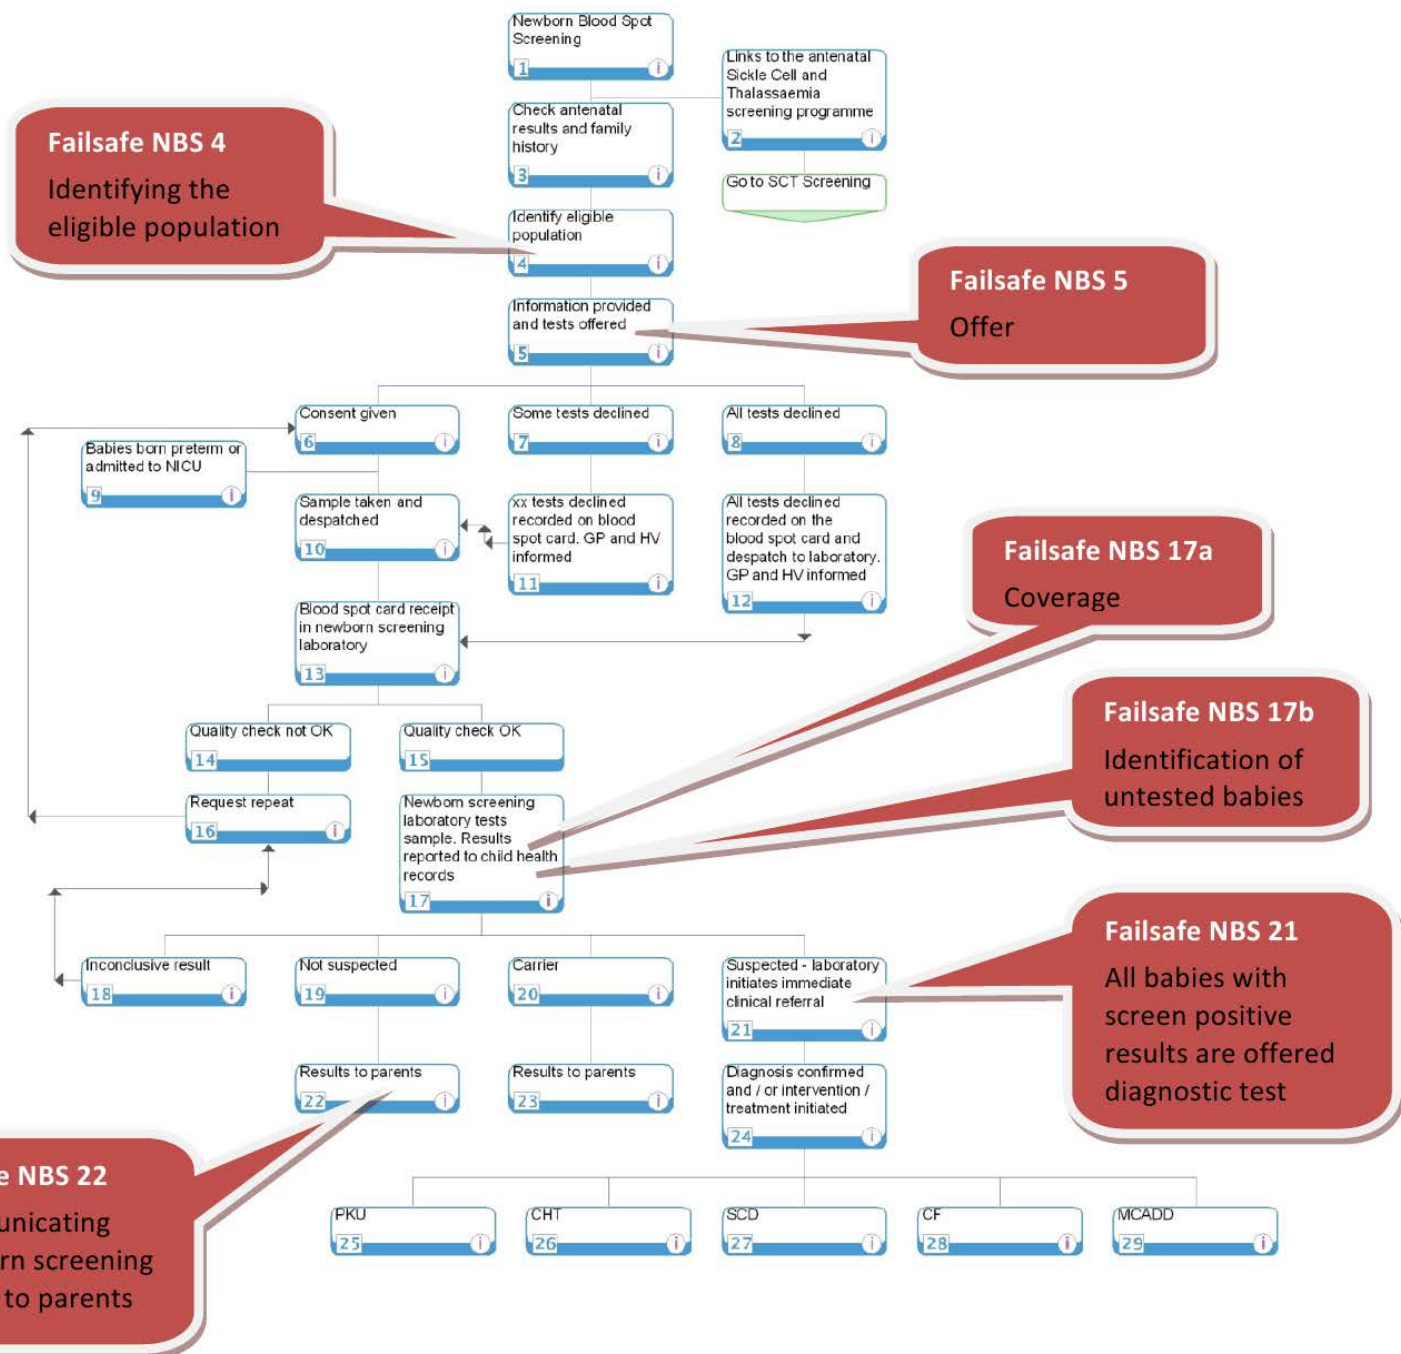 Newborn Blood Spot
Screening
1
i
Links to the antenatal
Sickle Cell and
Thalassaemia
screening programme
2
i
Check antenatal
results and family
history
3
i
Go to SCT Screening
Failsafe NBS 4
Identifying the
eligible population
Identify eligible
population
4
i
Failsafe NBS 5
Offer
Information provided
and tests offered
5
i
Consent given
6
i
Some tests declined
7
i
All tests declined
8
i
Babies born preterm or
admitted to NICU
9
i
Sample taken and
despatched
10
i
xx tests declined
recorded on blood
spot card. GP and HV
informed
11
i
All tests declined
recorded on the
blood spot card and
despatch to laboratory.
GP and HV informed
12
i
Failsafe NBS 17a
Coverage
Blood spot card receipt
in newborn screening
laboratory
13
i
Failsafe NBS 17b
Identification of
untested babies
Quality check not OK
14
Quality check OK
15
Request repeat
16
i
Newborn screening
laboratory tests
sample. Results
reported to child health
records
17
i
Failsafe NBS 21
All babies with
screen positive
results are offered
diagnostic test
Inconclusive result
18
i
Not suspected
19
i
Carrier
20
i
Suspected - laboratory
initiates immediate
clinical referral
21
i
Results to parents
22
i
Results to parents
23
i
Diagnosis confirmed
and / or intervention /
treatment initiated
24
i
e NBS 22
unicating
rn screening
to parents
PKU
25
i
CHT
26
i
SCD
27
i
CF
28
i
MCADD
29
i